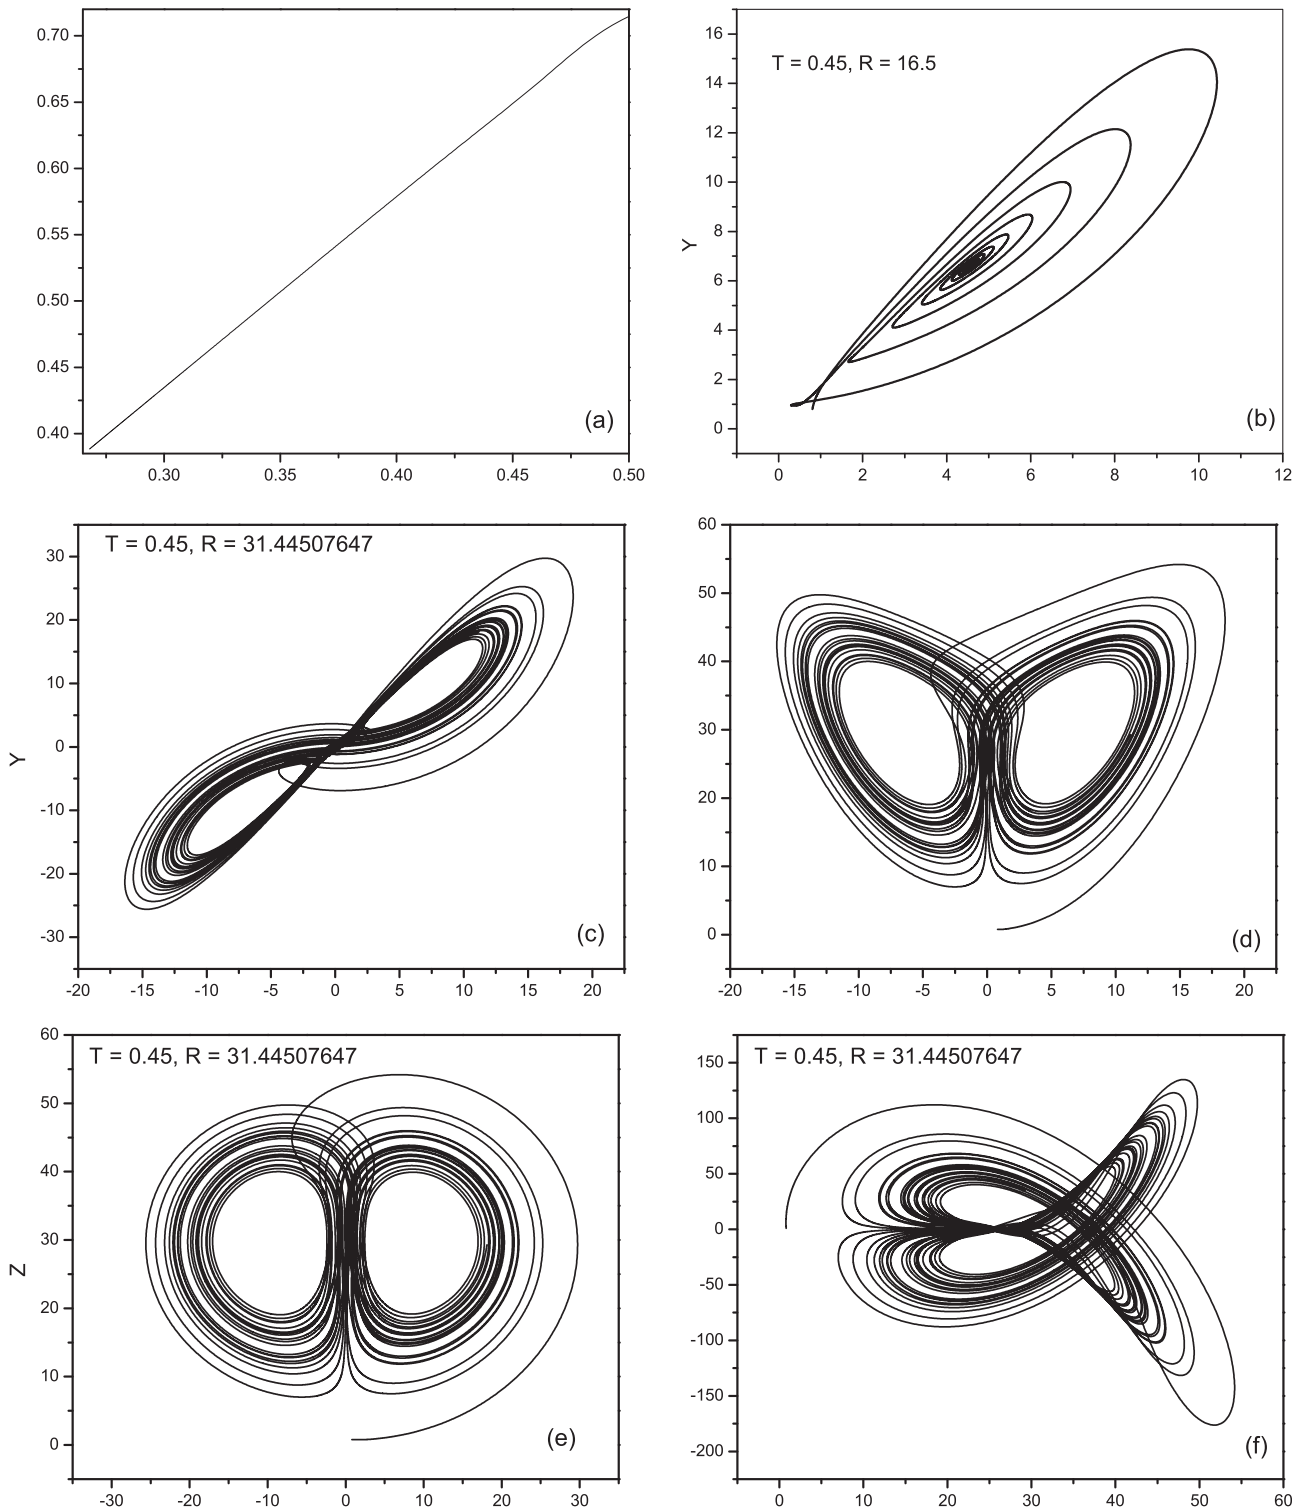 0.70
0.65
0.60
0.55
0.50
0.45
0.40
0.30 0.35 0.40 0.45 0.50
(a)
T = 0.45, R = 16.5
16
14
12
10
8
6
4
2
0
Y
0 2 4 6 8 10 12
(b)
T = 0.45, R = 31.44507647
30
20
10
0
-10
-20
-30
Y
-20 -15 -10 -5 0 5 10 15 20
(c)
60
50
40
30
20
10
0
-20 -15 -10 -5 0 5 10 15 20
(d)
T = 0.45, R = 31.44507647
60
50
40
30
20
10
0
Z
-30 -20 -10 0 10 20 30
(e)
T = 0.45, R = 31.44507647
150
100
50
0
-50
-100
-150
-200
0 10 20 30 40 50 60
(f)